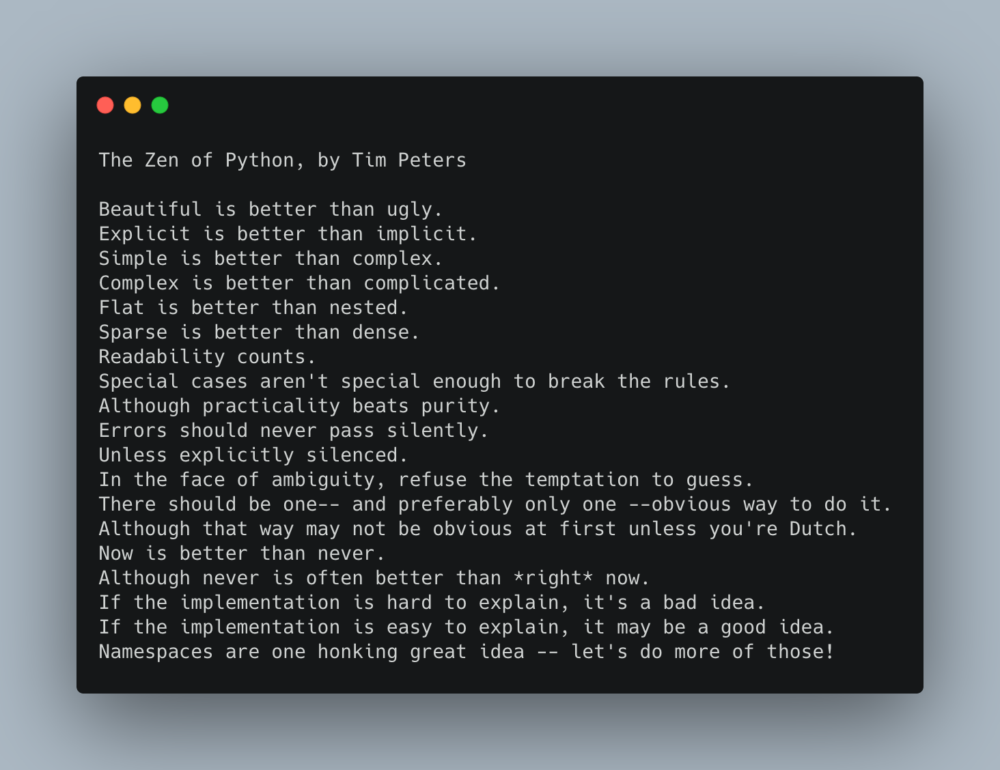 The Zen of Python, by Tim Peters
Beautiful is better than ugly.
Explicit is better than implicit.
Simple is better than complex.
Complex is better than complicated.
Flat is better than nested.
Sparse is better than dense.
Readability counts.
Special cases aren't special enough to break the rules.
Although practicality beats purity.
Errors should never pass silently.
Unless explicitly silenced.
In the face of ambiguity, refuse the temptation to guess.
There should be one-- and preferably only one --obvious way to do it.
Although that way may not be obvious at first unless you're Dutch.
Now is better than never.
Although never is often better than *right* now.
If the implementation is hard to explain, it's a bad idea.
If the implementation is easy to explain, it may be a good idea.
Namespaces are one honking great idea -- let's do more of those!